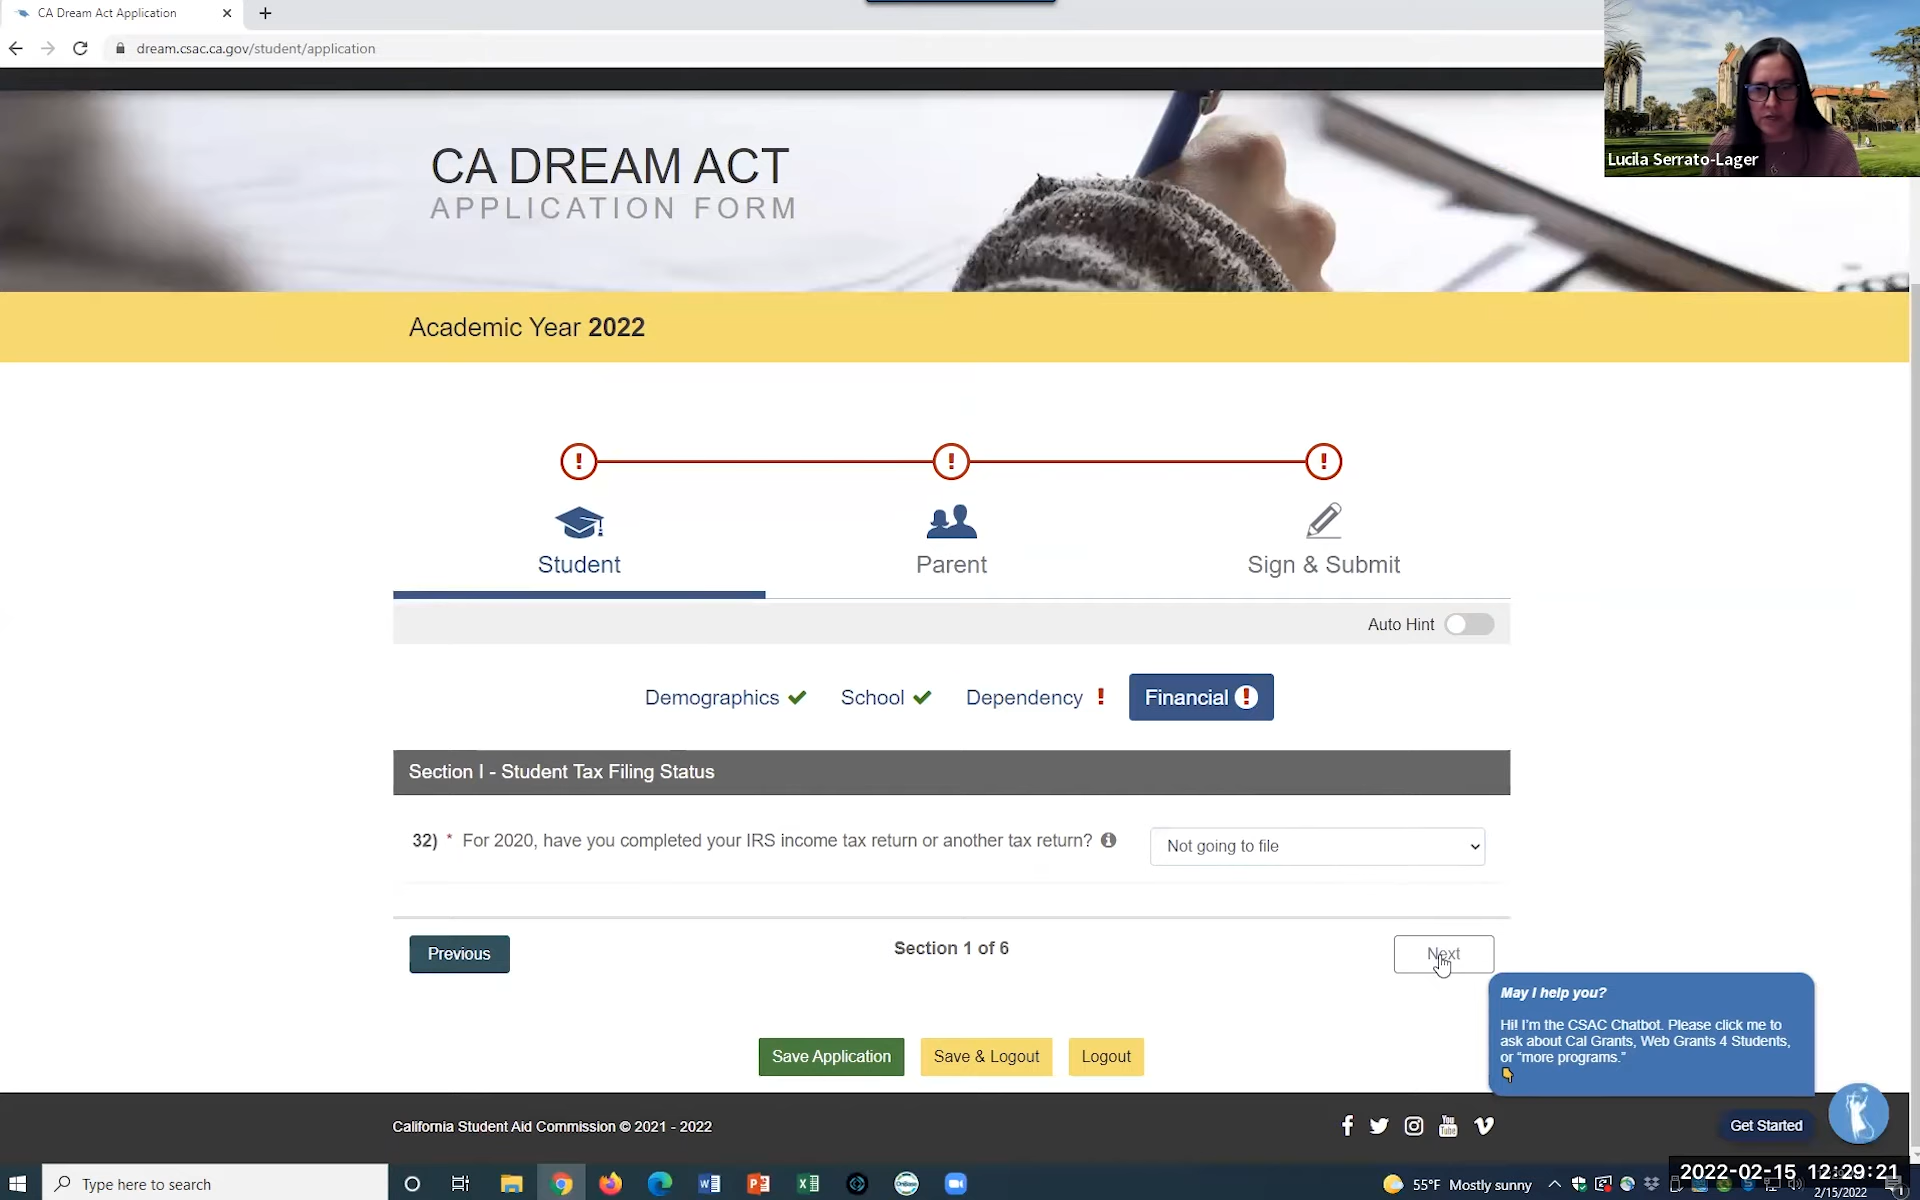 CA Dream Act Application
dream.csac.ca.gov/student/application
Lucila Serrato-Lager
CA DREAM ACT
APPLICATION FORM
Academic Year 2022
! ! !
Student Parent Sign & Submit
Auto Hint
Demographics School Dependency ! Financial !
Section I - Student Tax Filing Status
32) * For 2020, have you completed your IRS income tax return or another tax return? Not going to file
Previous Section 1 of 6 Next
May I help you?
Hi! I'm the CSAC Chatbot. Please click me to
ask about Cal Grants, Web Grants 4 Students,
or "more programs."
Save Application Save & Logout Logout
Get Started
California Student Aid Commission © 2021 - 2022
You
Tube
Type here to search
55°F Mostly sunny
2022-02-15 12:29:21
2/15/2022